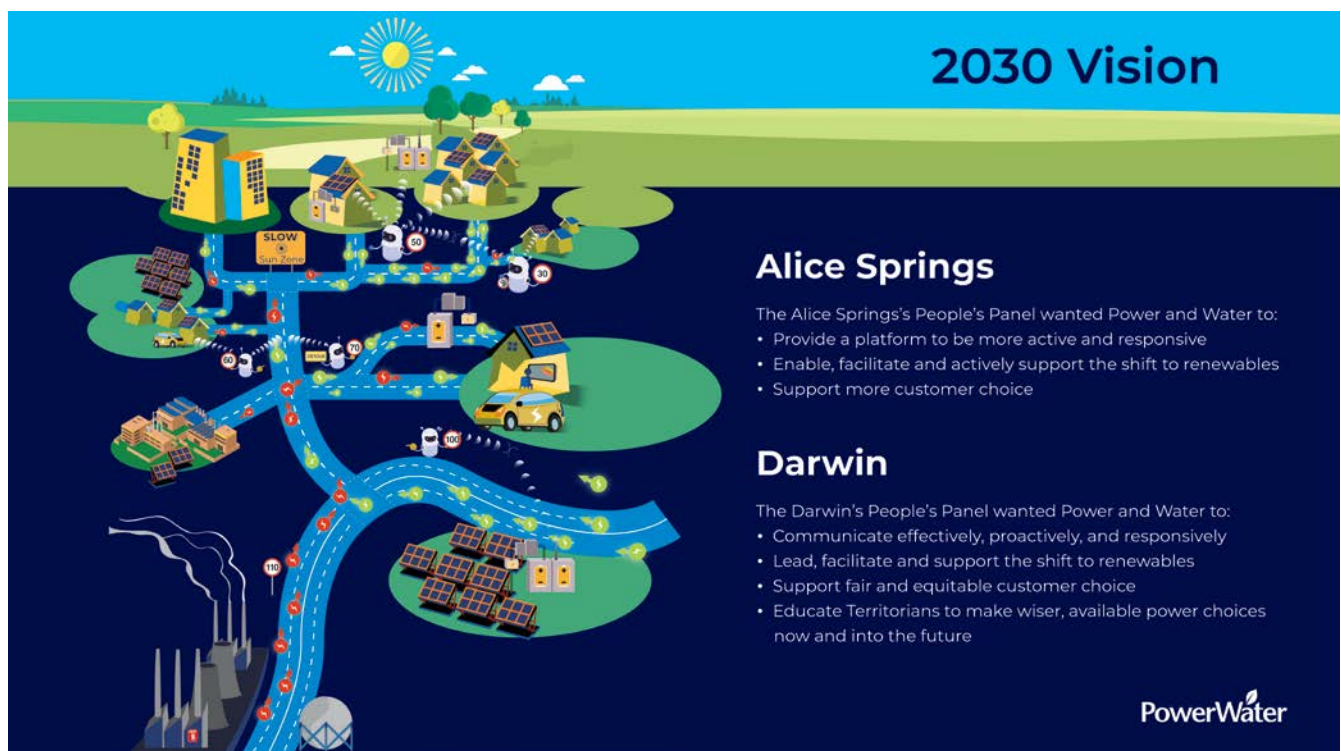 2030 Vision
SLOW
Sun Zone
50
30
60
DETOUR
70
100
110
Alice Springs
The Alice Springs's People's Panel wanted Power and Water to:
• Provide a platform to be more active and responsive
• Enable, facilitate and actively support the shift to renewables
• Support more customer choice
Darwin
The Darwin's People's Panel wanted Power and Water to:
• Communicate effectively, proactively, and responsively
• Lead, facilitate and support the shift to renewables
• Support fair and equitable customer choice
• Educate Territorians to make wiser, available power choices
now and into the future
PowerWater